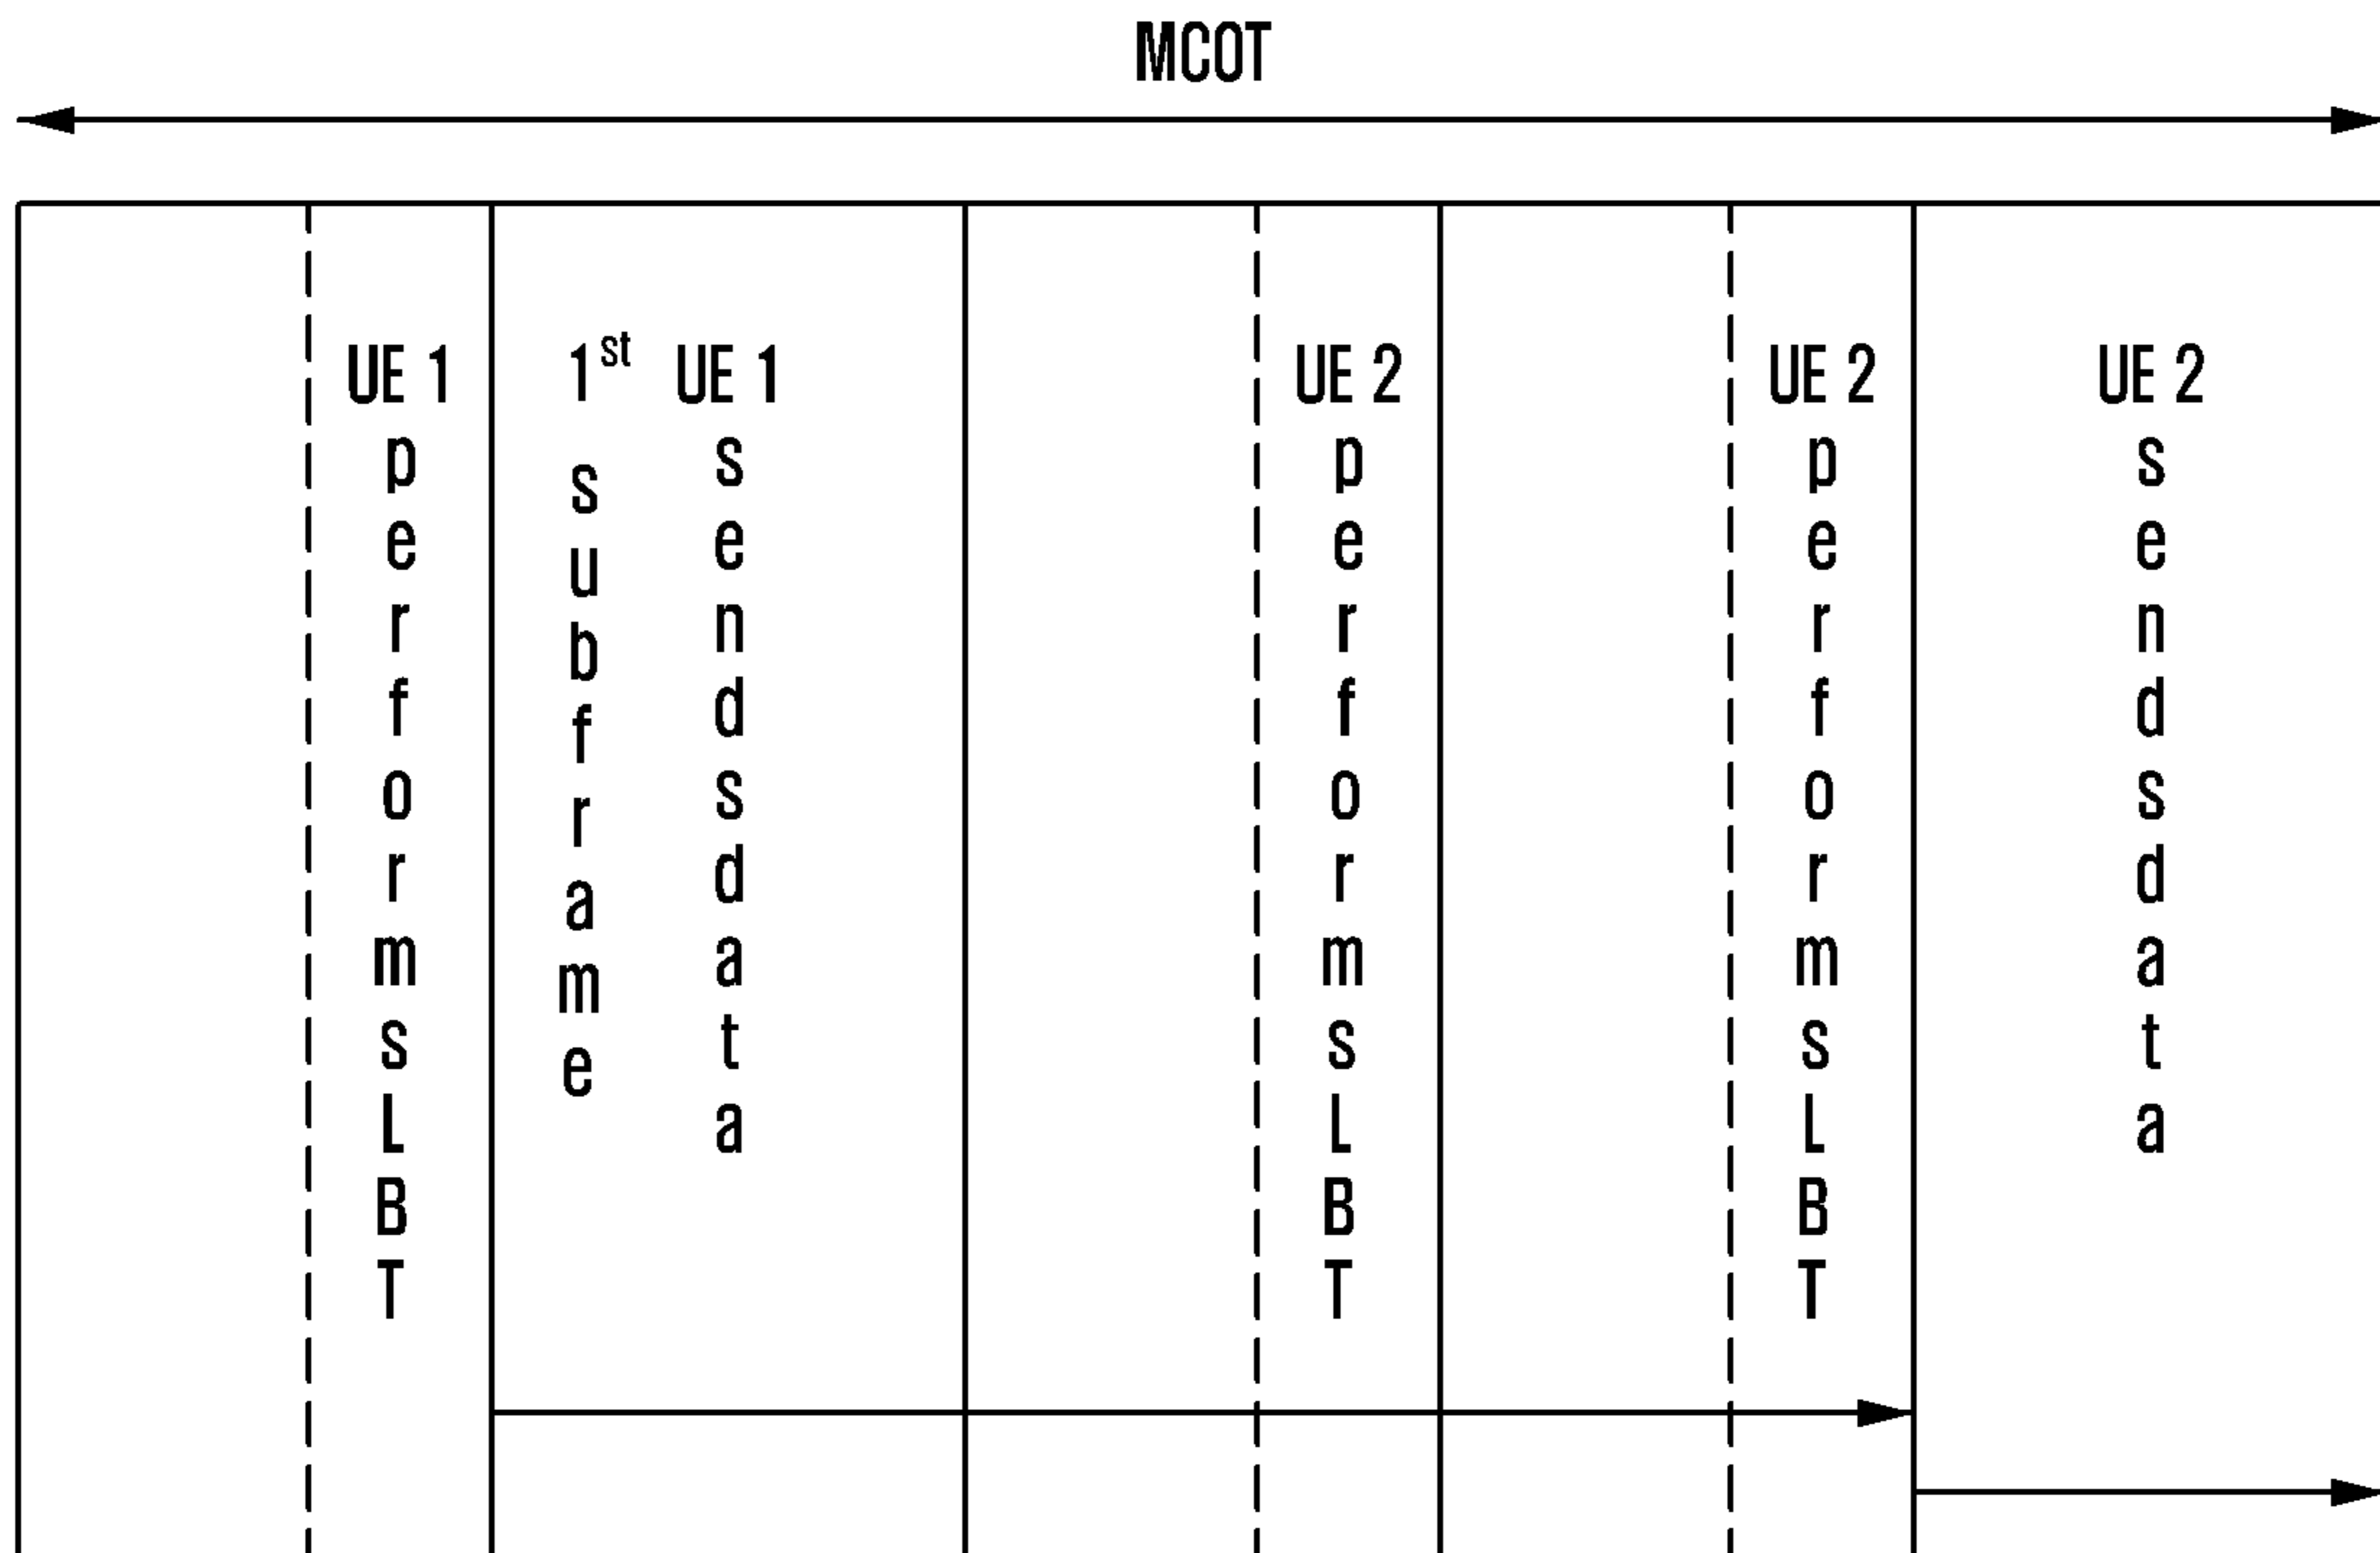 MCOT
UE 1 performs LBT
1st subframe
UE 1 sends data
UE 2 performs LBT
UE 2 performs LBT
UE 2 sends data